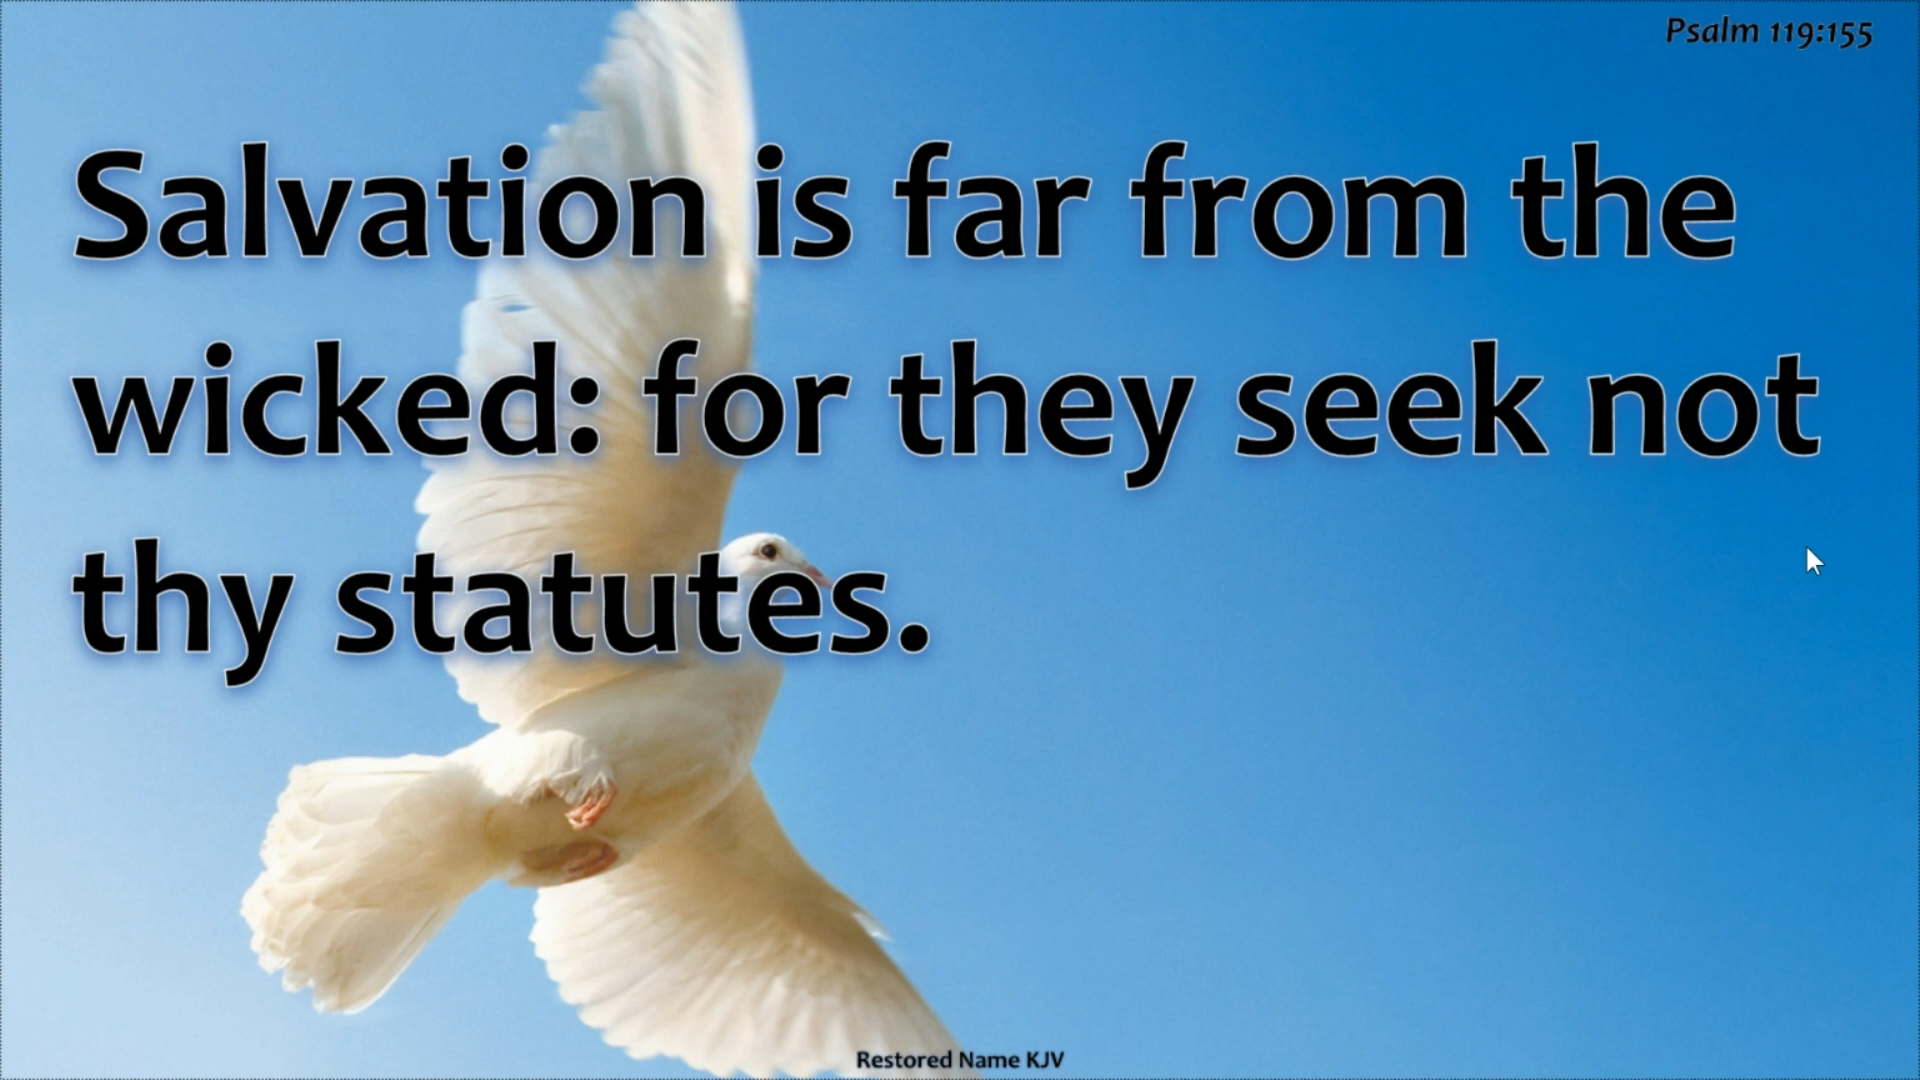 Psalm 119:155
Salvation is far from the
wicked: for they seek not
thy statutes.
Restored Name KJV